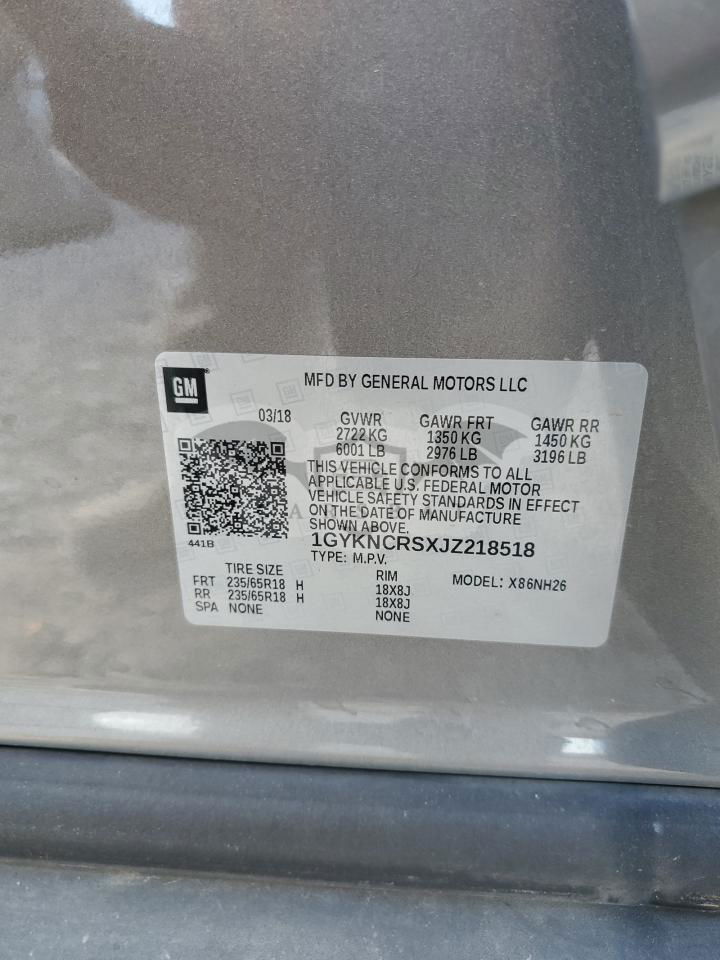 GM
MFD BY GENERAL MOTORS LLC
03/18 GVWR GAWR FRT GAWR RR
2722 KG 1350 KG 1450 KG
6001 LB 2976 LB 3196 LB
THIS VEHICLE CONFORMS TO ALL
APPLICABLE U.S. FEDERAL MOTOR
VEHICLE SAFETY STANDARDS IN EFFECT
ON THE DATE OF MANUFACTURE
SHOWN ABOVE.
441B
1GYKNCRSXJZ218518
TYPE: M.P.V.
TIRE SIZE RIM MODEL: X86NH26
FRT 235/65R18 H 18X8J
RR 235/65R18 H 18X8J
SPA NONE NONE